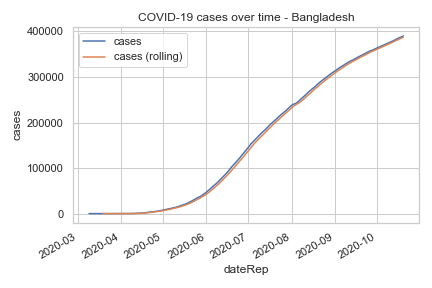 COVID-19 cases over time - Bangladesh
cases
cases (rolling)
400000
300000
200000
100000
0
cases
2020-03
2020-04
2020-05
2020-06
2020-07
2020-08
2020-09
2020-10
dateRep